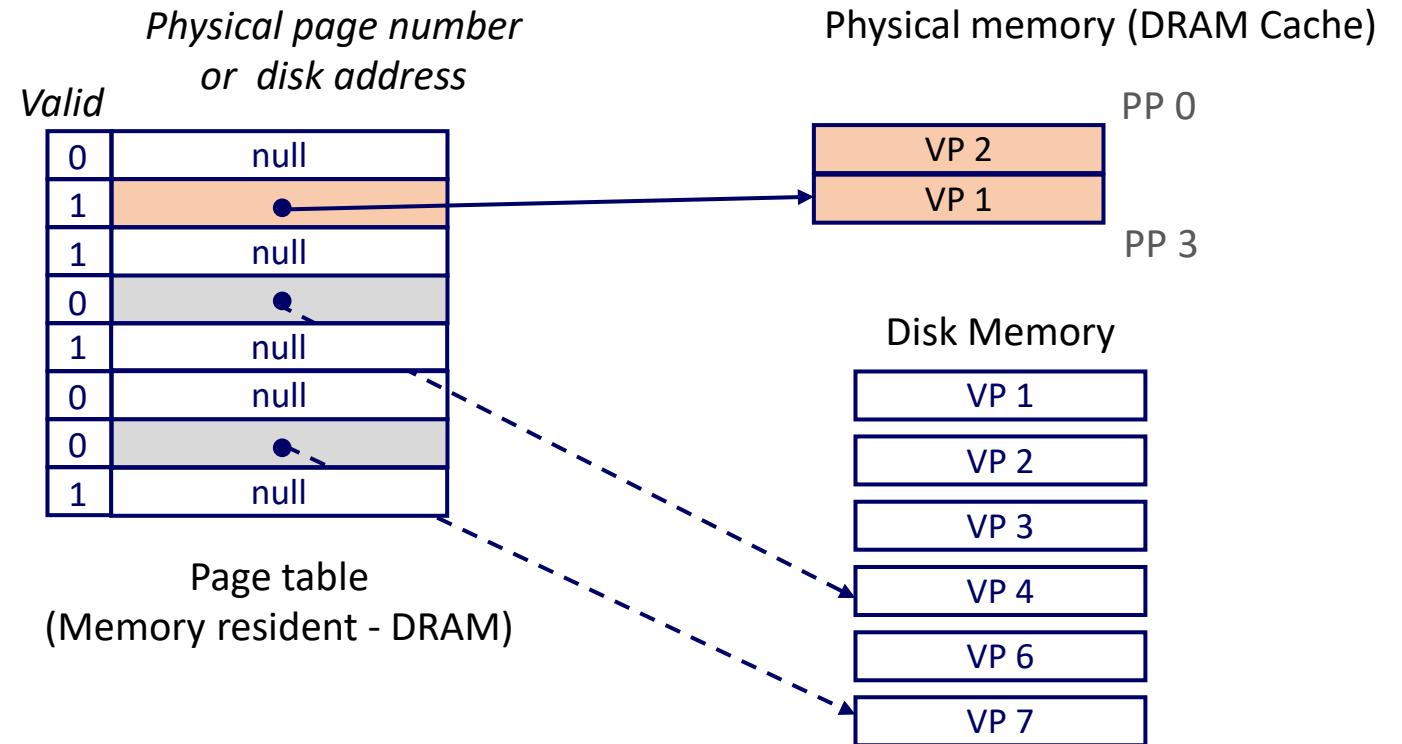 Physical page number
or disk address
Valid
0 null
1
1 null
0
1 null
0 null
0
1 null
Page table
(Memory resident - DRAM)
Physical memory (DRAM Cache)
PP 0
VP 2
VP 1
PP 3
Disk Memory
VP 1
VP 2
VP 3
VP 4
VP 6
VP 7